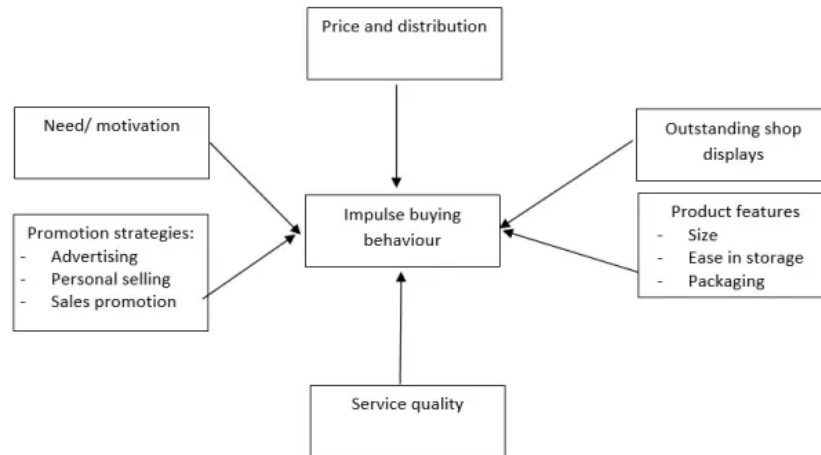 Price and distribution
Need/ motivation
Outstanding shop
displays
Impulse buying
behaviour
Promotion strategies:
- Advertising
- Personal selling
- Sales promotion
Product features
- Size
- Ease in storage
- Packaging
Service quality